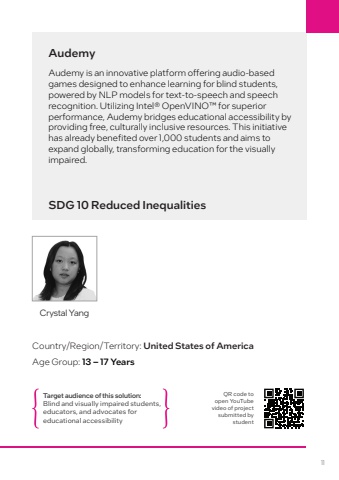 Audemy
Audemy is an innovative platform offering audio-based
games designed to enhance learning for blind students,
powered by NLP models for text-to-speech and speech
recognition. Utilizing Intel® OpenVINO™ for superior
performance, Audemy bridges educational accessibility by
providing free, culturally inclusive resources. This initiative
has already benefited over 1,000 students and aims to
expand globally, transforming education for the visually
impaired.
SDG 10 Reduced Inequalities
Crystal Yang
Country/Region/Territory: United States of America
Age Group: 13 – 17 Years
Target audience of this solution:
Blind and visually impaired students,
educators, and advocates for
educational accessibility
QR code to
open YouTube
video of project
submitted by
student